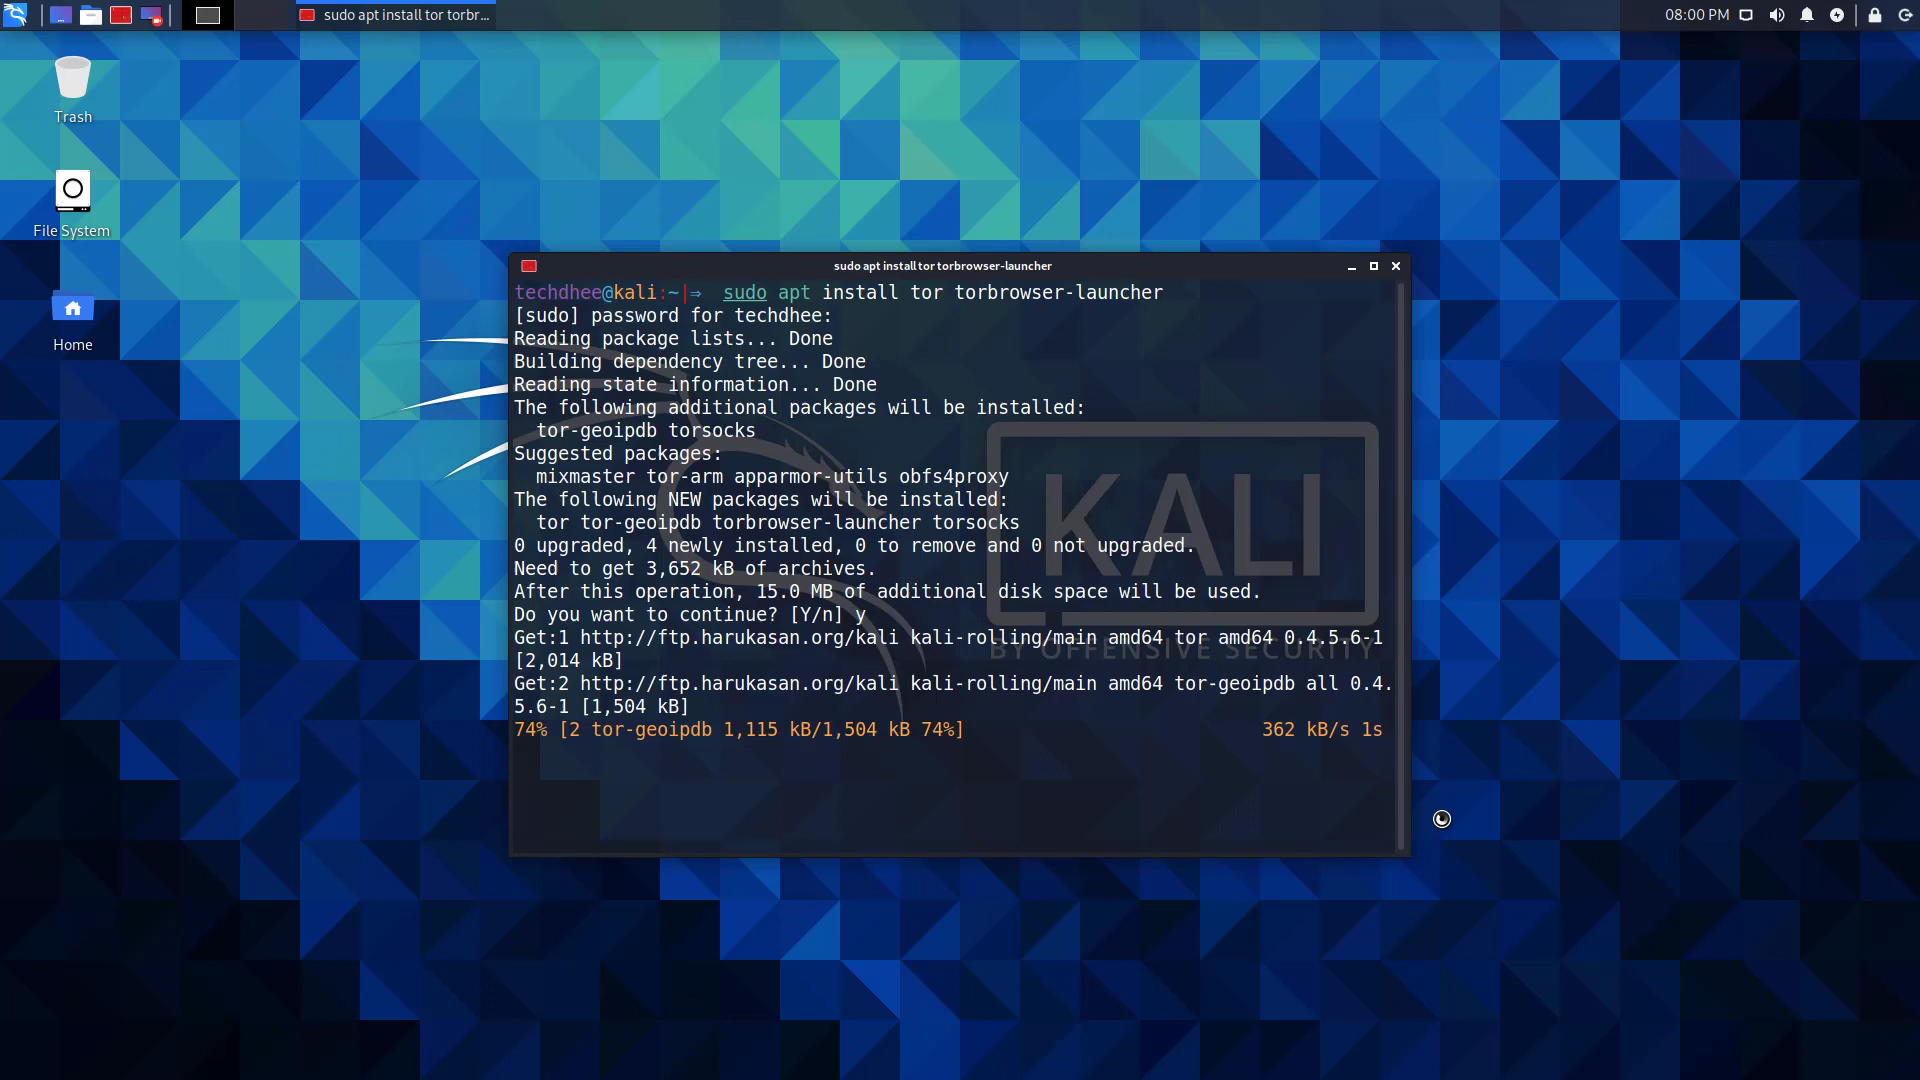 sudo apt install tor torbr...
08:00 PM
Trash
File System
Home
sudo apt install tor torbrowser-launcher
techdhee@kali:~|⇒  sudo apt install tor torbrowser-launcher
[sudo] password for techdhee:
Reading package lists... Done
Building dependency tree... Done
Reading state information... Done
The following additional packages will be installed:
  tor-geoipdb torsocks
Suggested packages:
  mixmaster tor-arm apparmor-utils obfs4proxy
The following NEW packages will be installed:
  tor tor-geoipdb torbrowser-launcher torsocks
0 upgraded, 4 newly installed, 0 to remove and 0 not upgraded.
Need to get 3,652 kB of archives.
After this operation, 15.0 MB of additional disk space will be used.
Do you want to continue? [Y/n] y
Get:1 http://ftp.harukasan.org/kali kali-rolling/main amd64 tor amd64 0.4.5.6-1
[2,014 kB]
Get:2 http://ftp.harukasan.org/kali kali-rolling/main amd64 tor-geoipdb all 0.4.
5.6-1 [1,504 kB]
74% [2 tor-geoipdb 1,115 kB/1,504 kB 74%] 362 kB/s 1s
KALI
BY OFFENSIVE SECURITY